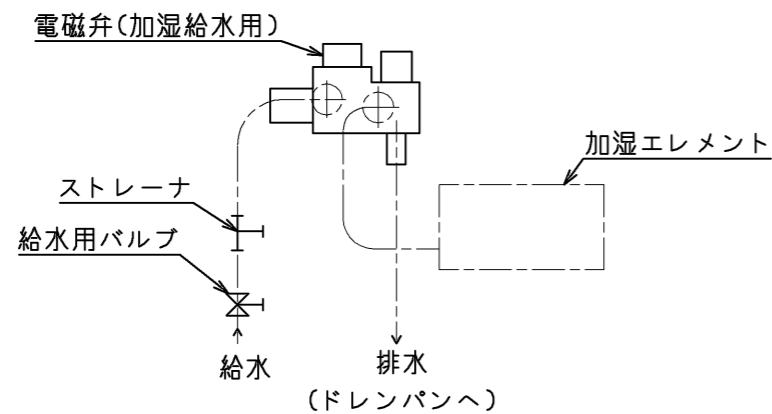 電磁弁(加湿給水用)
加湿エレメント
ストレーナ
給水用バルブ
給水
排水
(ドレンパンへ)